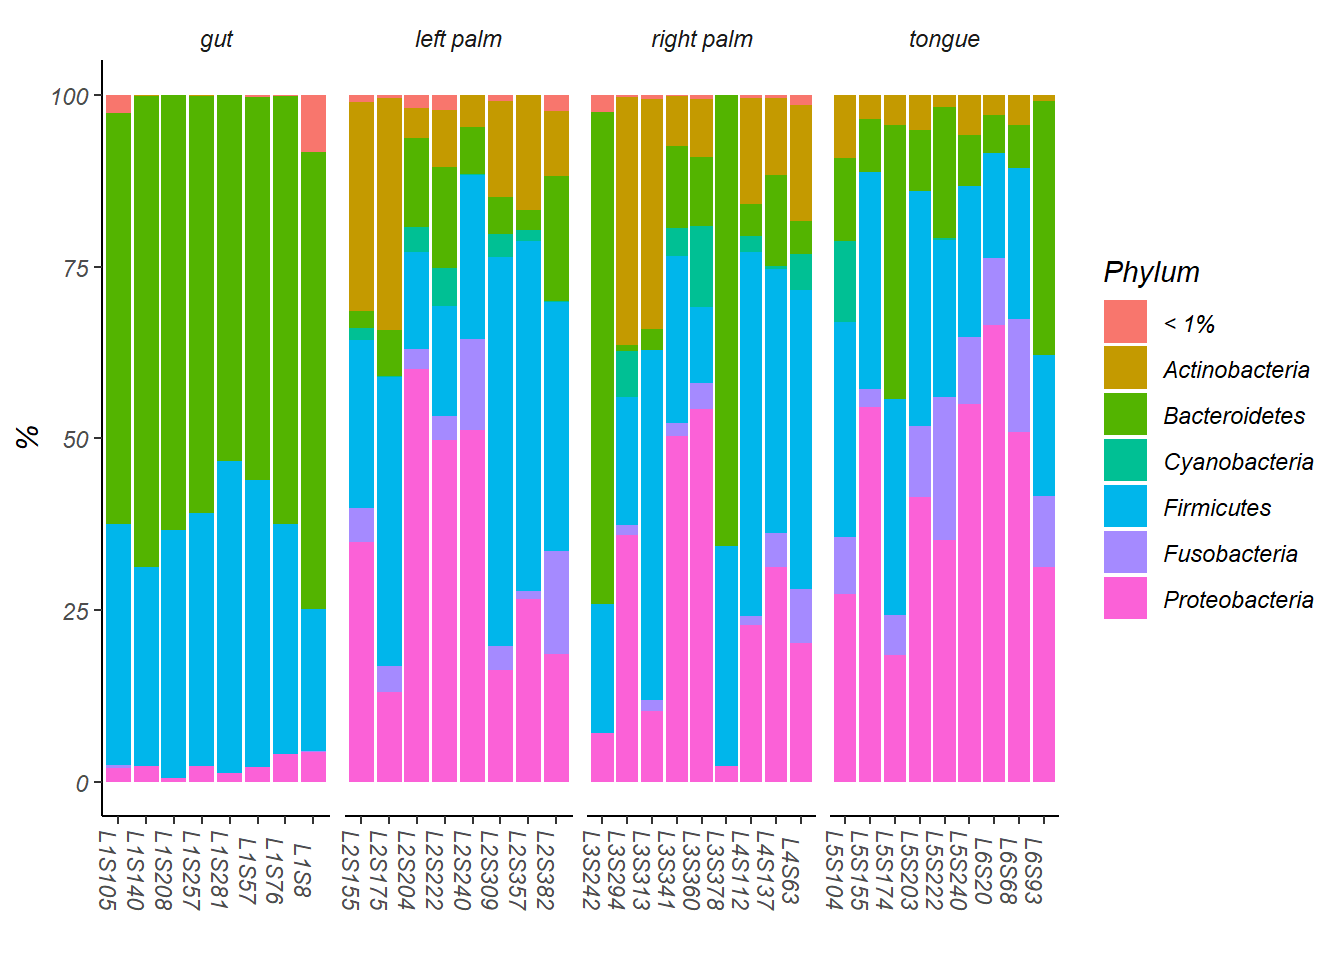 gut
left palm
right palm
tongue
100
75
50
25
0
%
L1S105
L1S140
L1S208
L1S257
L1S281
L1S57
L1S76
L1S8
L2S155
L2S175
L2S204
L2S222
L2S240
L2S309
L2S357
L2S382
L3S242
L3S294
L3S313
L3S341
L3S360
L3S378
L4S112
L4S137
L4S63
L5S104
L5S155
L5S174
L5S203
L5S222
L5S240
L6S20
L6S68
L6S93
Phylum
< 1%
Actinobacteria
Bacteroidetes
Cyanobacteria
Firmicutes
Fusobacteria
Proteobacteria